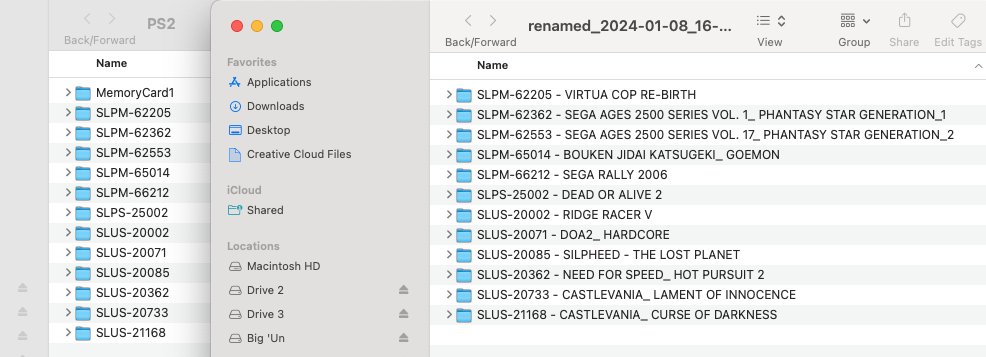 PS2
Back/Forward
Name
MemoryCard1
SLPM-62205
SLPM-62362
SLPM-62553
SLPM-65014
SLPM-66212
SLPS-25002
SLUS-20002
SLUS-20071
SLUS-20085
SLUS-20362
SLUS-20733
SLUS-21168
Favorites
Applications
Downloads
Desktop
Creative Cloud Files
iCloud
Shared
Locations
Macintosh HD
Drive 2
Drive 3
Big 'Un
renamed_2024-01-08_16-...
Back/Forward
View
Group
Share
Edit Tags
Name
SLPM-62205 - VIRTUA COP RE-BIRTH
SLPM-62362 - SEGA AGES 2500 SERIES VOL. 1_ PHANTASY STAR GENERATION_1
SLPM-62553 - SEGA AGES 2500 SERIES VOL. 17_ PHANTASY STAR GENERATION_2
SLPM-65014 - BOUKEN JIDAI KATSUGEKI_ GOEMON
SLPM-66212 - SEGA RALLY 2006
SLPS-25002 - DEAD OR ALIVE 2
SLUS-20002 - RIDGE RACER V
SLUS-20071 - DOA2_ HARDCORE
SLUS-20085 - SILPHEED - THE LOST PLANET
SLUS-20362 - NEED FOR SPEED_ HOT PURSUIT 2
SLUS-20733 - CASTLEVANIA_ LAMENT OF INNOCENCE
SLUS-21168 - CASTLEVANIA_ CURSE OF DARKNESS